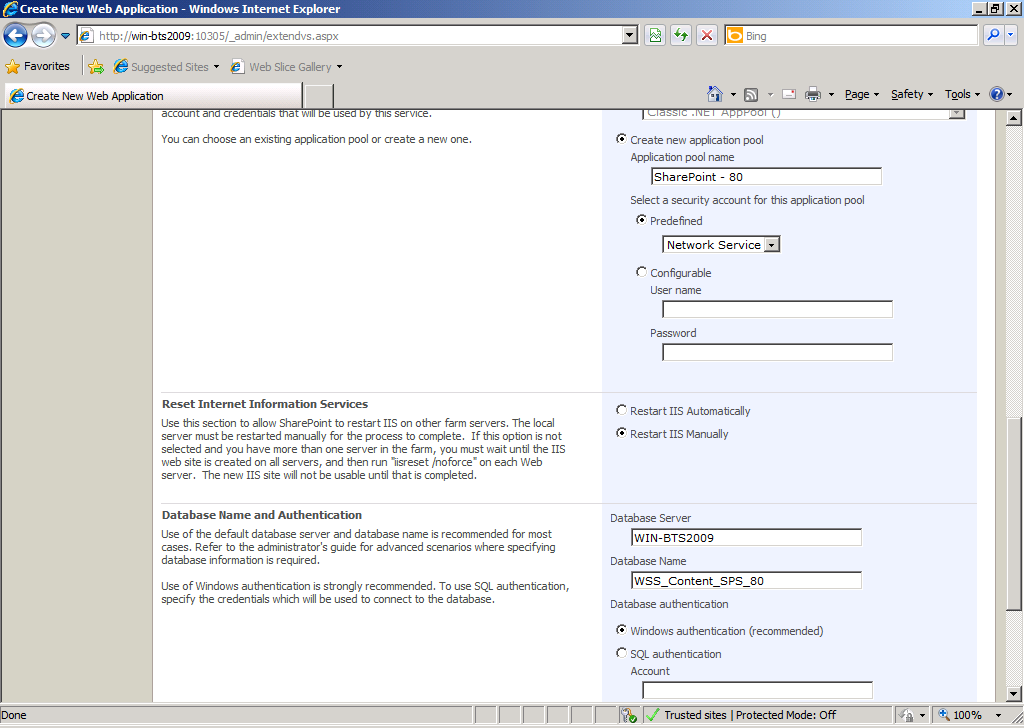 Create New Web Application - Windows Internet Explorer
http://win-bts2009:10305/_admin/extendvs.aspx
Bing
Favorites
Suggested Sites
Web Slice Gallery
Create New Web Application
Page
Safety
Tools
account and credentials that will be used by this service.
Classic .NET AppPool ()
You can choose an existing application pool or create a new one.
Create new application pool
Application pool name
SharePoint - 80
Select a security account for this application pool
Predefined
Network Service
Configurable
User name
Password
Reset Internet Information Services
Use this section to allow SharePoint to restart IIS on other farm servers. The local
server must be restarted manually for the process to complete.  If this option is not
selected and you have more than one server in the farm, you must wait until the IIS
web site is created on all servers, and then run "iisreset /noforce" on each Web
server.  The new IIS site will not be usable until that is completed.
Restart IIS Automatically
Restart IIS Manually
Database Name and Authentication
Use of the default database server and database name is recommended for most
cases. Refer to the administrator's guide for advanced scenarios where specifying
database information is required.
Use of Windows authentication is strongly recommended. To use SQL authentication,
specify the credentials which will be used to connect to the database.
Database Server
WIN-BTS2009
Database Name
WSS_Content_SPS_80
Database authentication
Windows authentication (recommended)
SQL authentication
Account
Done
Trusted sites | Protected Mode: Off
100%